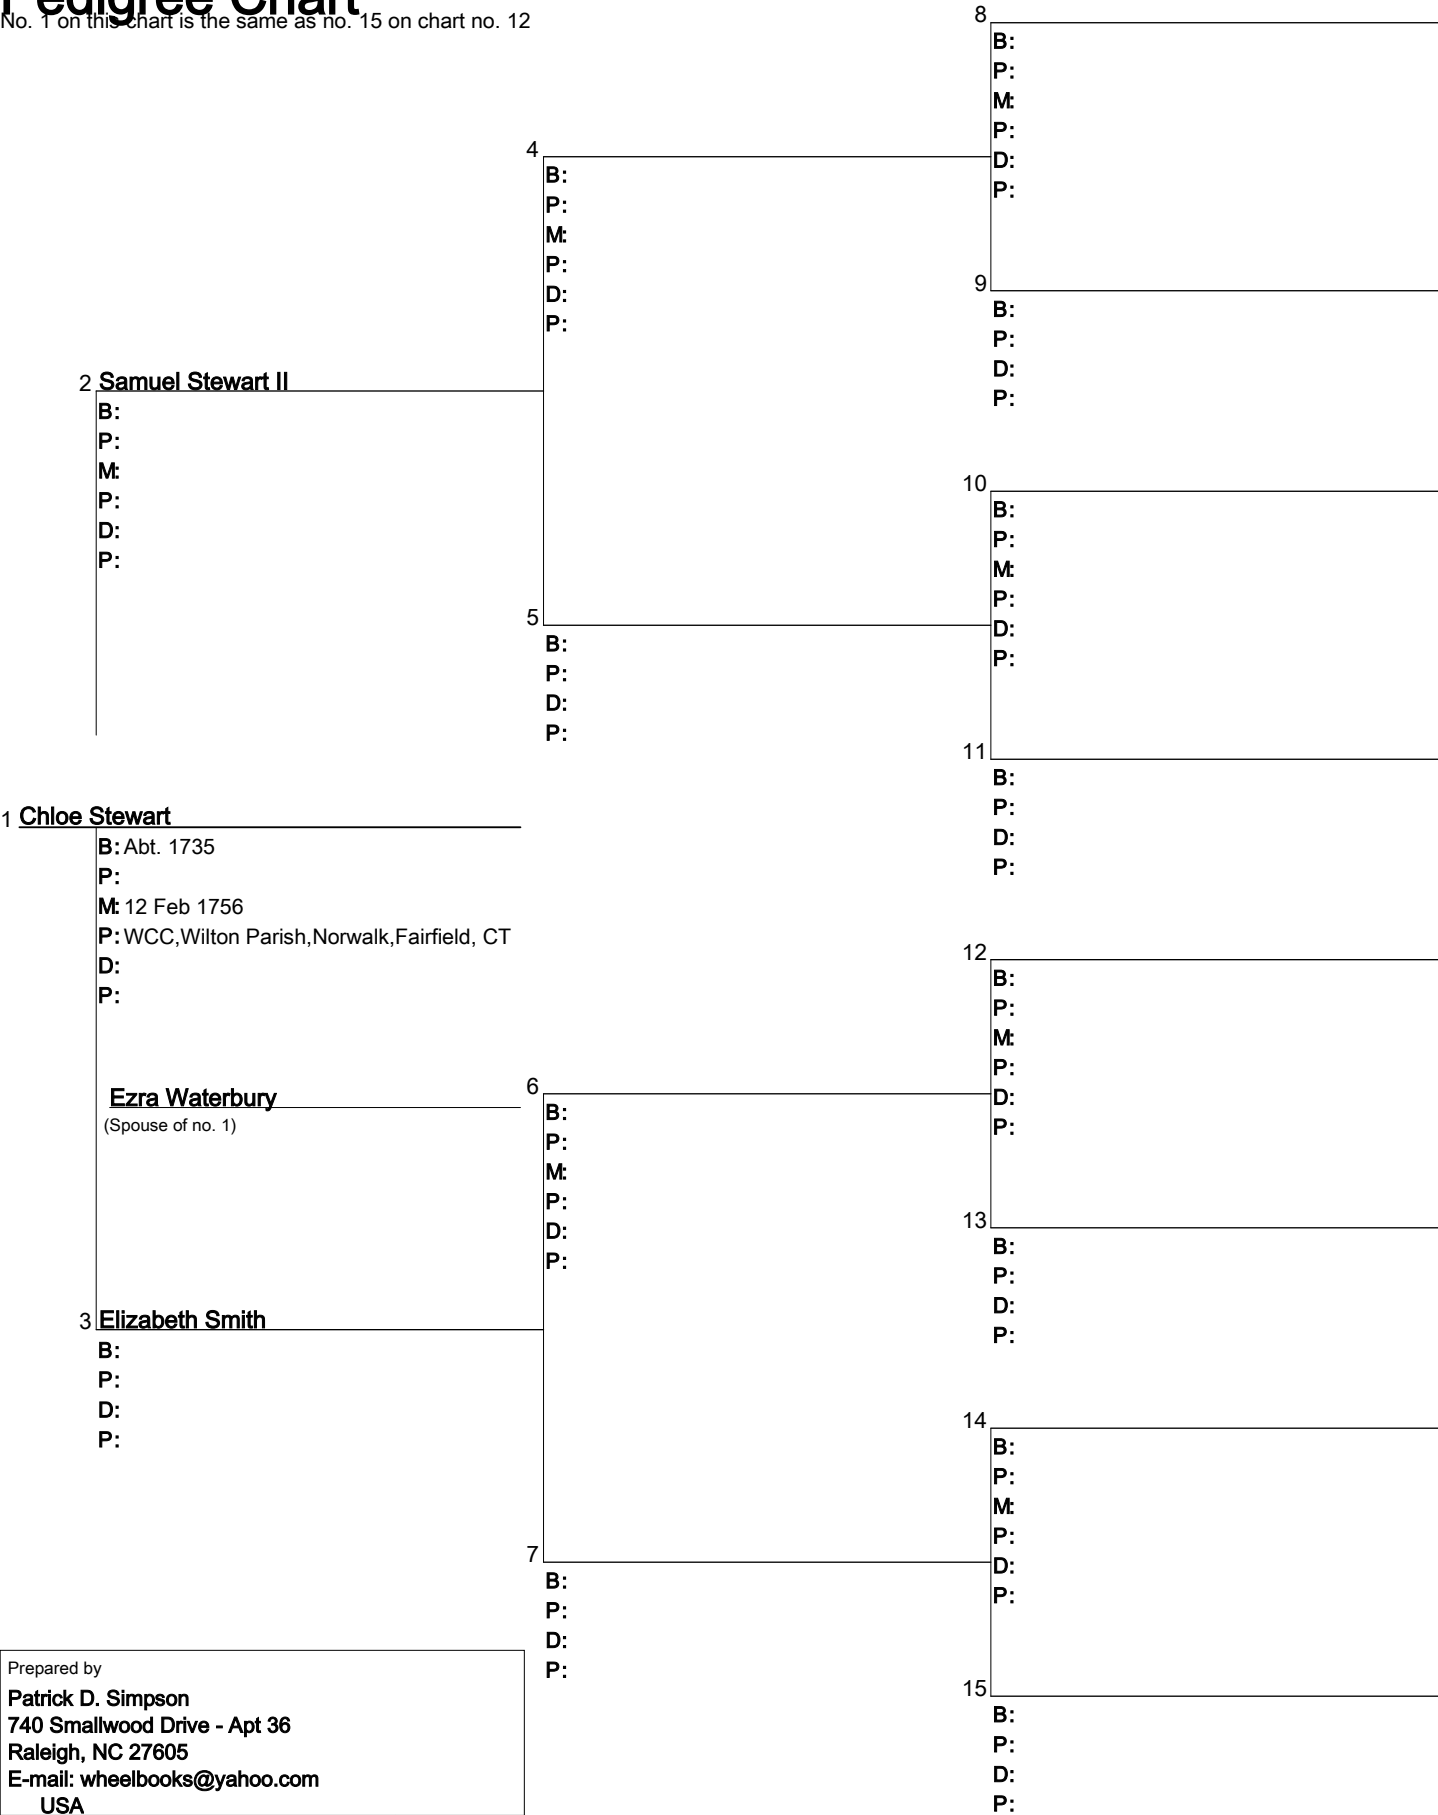 Pedigree Chart
No. 1 on this chart is the same as no. 15 on chart no. 12
8
B:
P:
M:
P:
D:
P:
4
B:
P:
M:
P:
D:
P:
9
B:
P:
D:
P:
2 Samuel Stewart II
B:
P:
M:
P:
D:
P:
10
B:
P:
M:
P:
D:
P:
5
B:
P:
D:
P:
11
B:
P:
D:
P:
1 Chloe Stewart
B: Abt. 1735
P:
M: 12 Feb 1756
P: WCC,Wilton Parish,Norwalk,Fairfield, CT
D:
P:
Ezra Waterbury
(Spouse of no. 1)
12
B:
P:
M:
P:
D:
P:
6
B:
P:
M:
P:
D:
P:
13
B:
P:
D:
P:
3 Elizabeth Smith
B:
P:
D:
P:
14
B:
P:
M:
P:
D:
P:
7
B:
P:
D:
P:
15
B:
P:
D:
P:
Prepared by
Patrick D. Simpson
740 Smallwood Drive - Apt 36
Raleigh, NC 27605
E-mail: wheelbooks@yahoo.com
USA